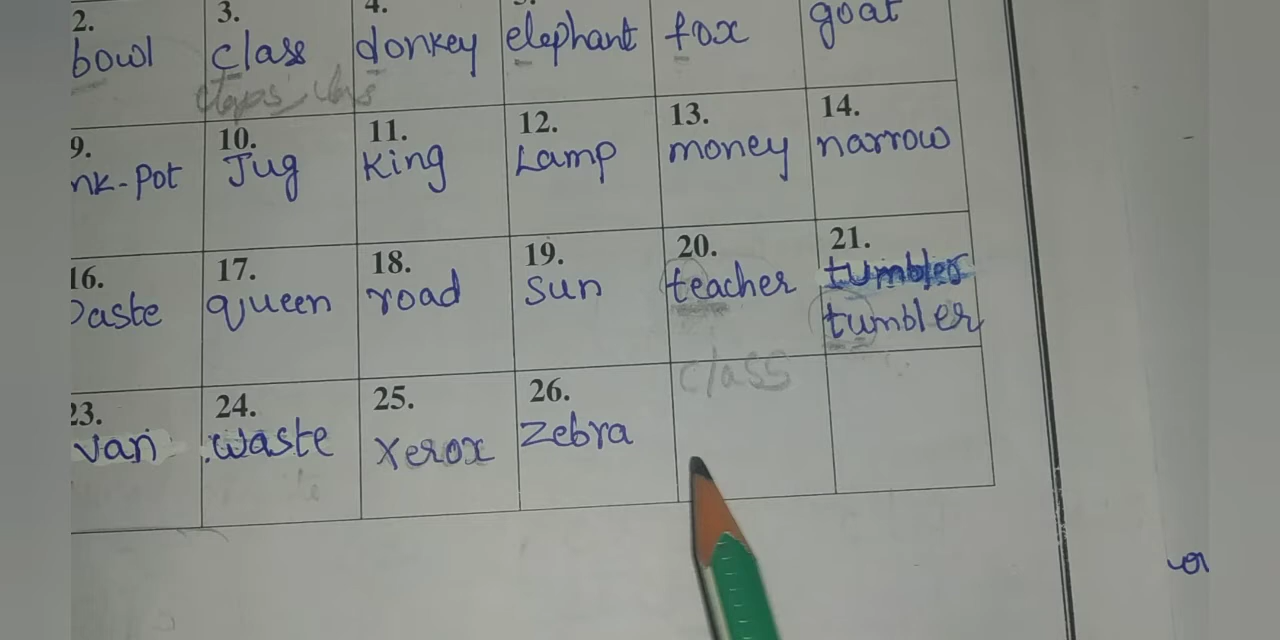 2. 3. 4.
bowl class donkey elephant fox goat
9. 10. 11. 12. 13. 14.
nk-pot Jug King Lamp money narrow
16. 17. 18. 19. 20. 21.
aste queen road sun teacher tumbler
tumbler
class
23. 24. 25. 26.
van waste xerox zebra